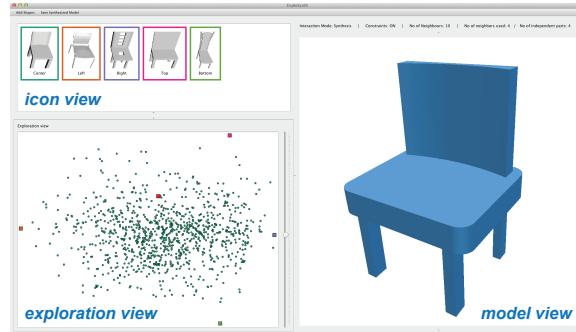 ExploreSynth
Add Shapes Save Synthesized Model
Interaction Mode: Synthesis | Constraints: ON | No of Neighbours: 10 | No of neighbors used: 4 / No of independent parts: 4
Center Left Right Top Bottom
icon view
Exploration view
exploration view
model view